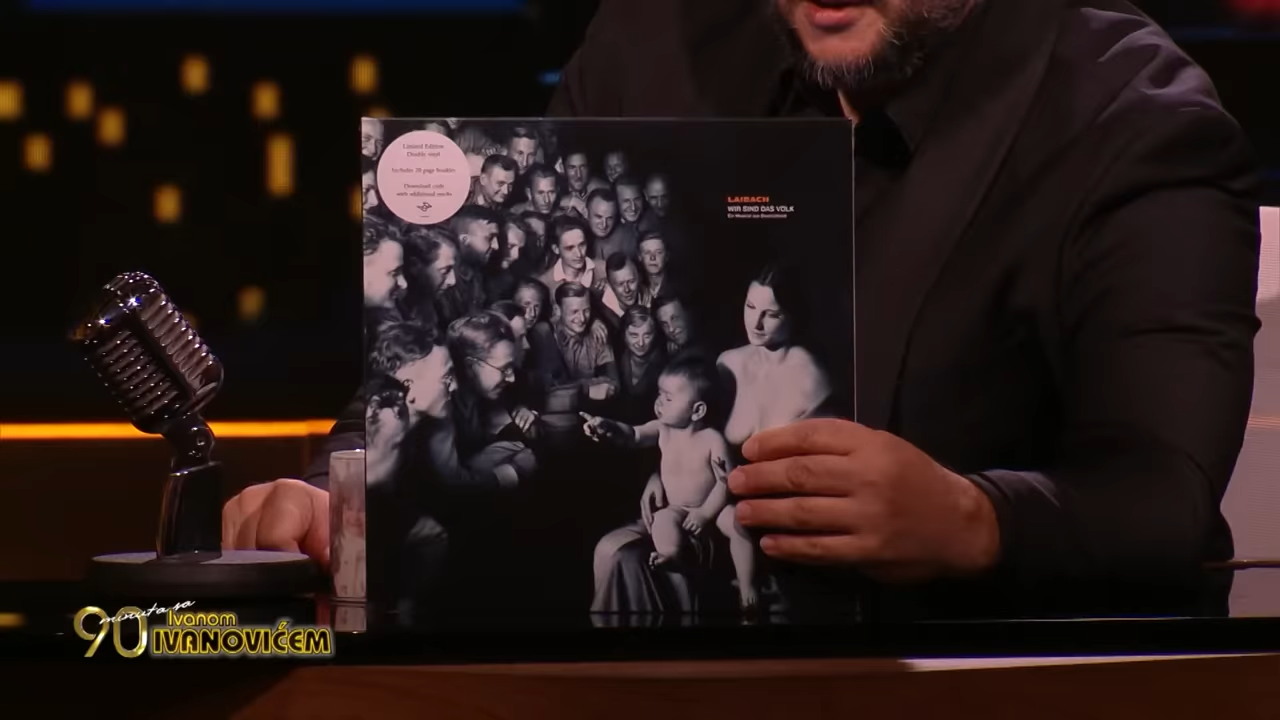 Limited Edition
Double vinyl
Includes 28 page booklet
Download code
with additional media
LAIBACH
WIR SIND DAS VOLK
Ein Musical aus Deutschland
90 minuta sa
Ivanom
IVANOVIĆEM